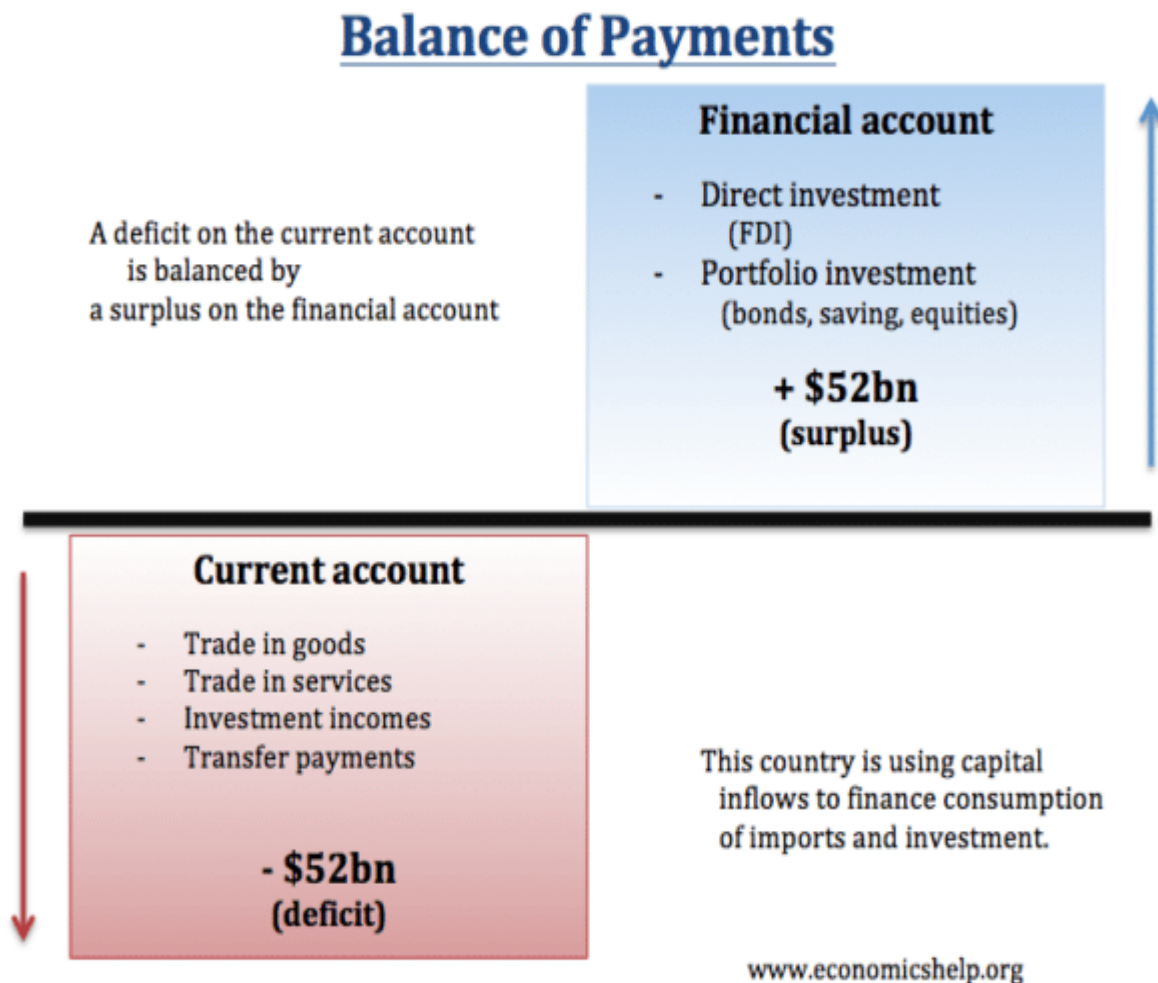 Balance of Payments
A deficit on the current account
is balanced by
a surplus on the financial account
Financial account
- Direct investment
(FDI)
- Portfolio investment
(bonds, saving, equities)
+ $52bn
(surplus)
Current account
- Trade in goods
- Trade in services
- Investment incomes
- Transfer payments
- $52bn
(deficit)
This country is using capital
inflows to finance consumption
of imports and investment.
www.economicshelp.org